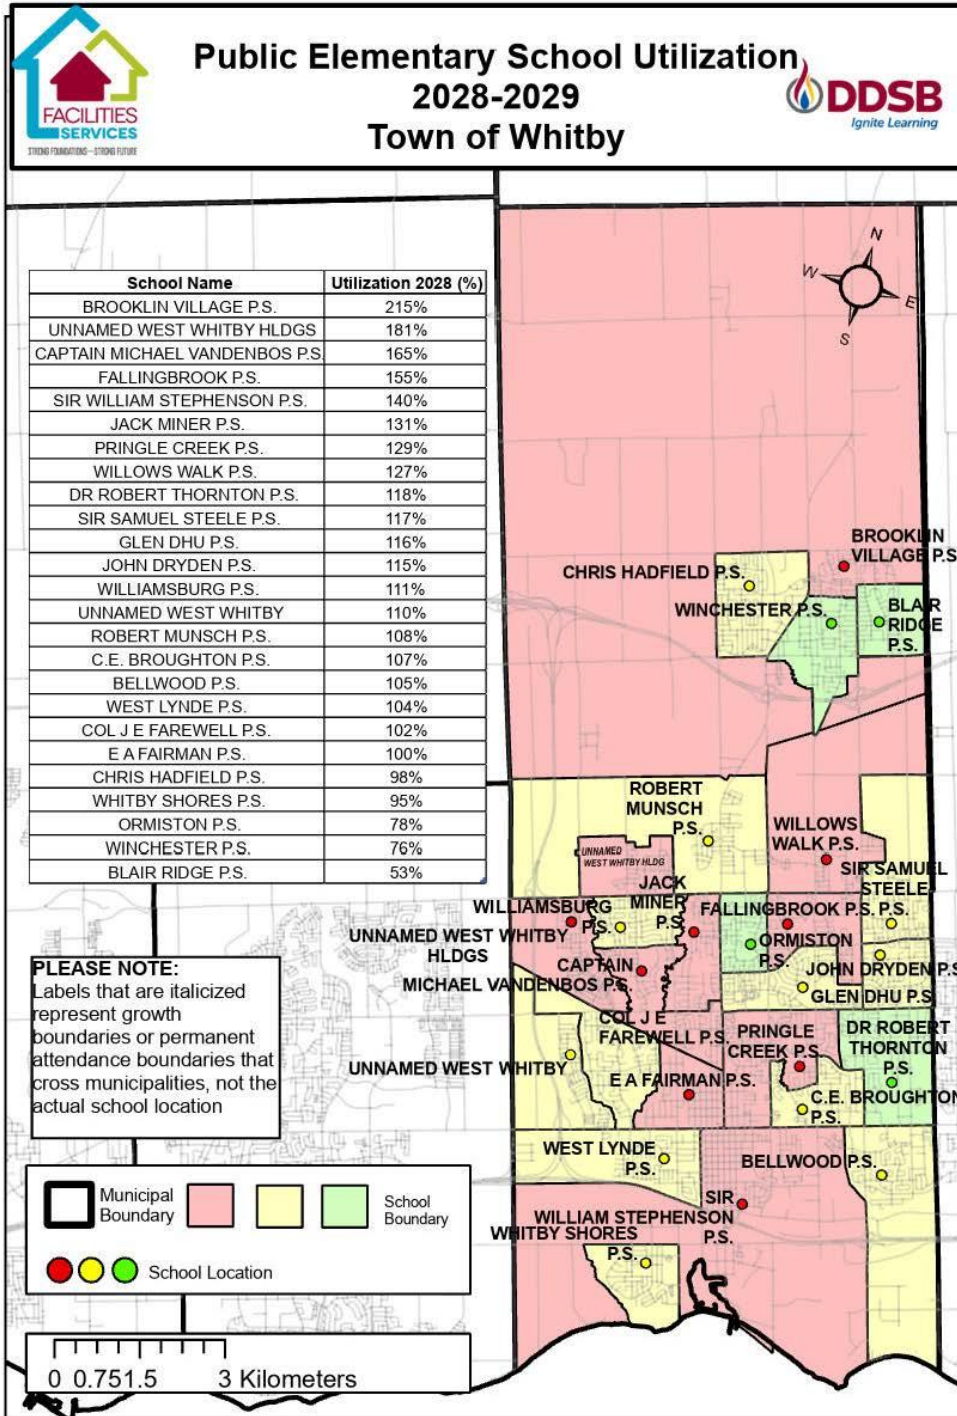 FACILITIES
SERVICES
STRONG FOUNDATIONS—STRONG FUTURE
Public Elementary School Utilization
2028-2029
Town of Whitby
DDSB
Ignite Learning
School Name Utilization 2028 (%)
BROOKLIN VILLAGE P.S. 215%
UNNAMED WEST WHITBY HLDGS 181%
CAPTAIN MICHAEL VANDENBOS P.S. 165%
FALLINGBROOK P.S. 155%
SIR WILLIAM STEPHENSON P.S. 140%
JACK MINER P.S. 131%
PRINGLE CREEK P.S. 129%
WILLOWS WALK P.S. 127%
DR ROBERT THORNTON P.S. 118%
SIR SAMUEL STEELE P.S. 117%
GLEN DHU P.S. 116%
JOHN DRYDEN P.S. 115%
WILLIAMSBURG P.S. 111%
UNNAMED WEST WHITBY 110%
ROBERT MUNSCH P.S. 108%
C.E. BROUGHTON P.S. 107%
BELLWOOD P.S. 105%
WEST LYNDE P.S. 104%
COL J E FAREWELL P.S. 102%
E A FAIRMAN P.S. 100%
CHRIS HADFIELD P.S. 98%
WHITBY SHORES P.S. 95%
ORMISTON P.S. 78%
WINCHESTER P.S. 76%
BLAIR RIDGE P.S. 53%
N
W
E
S
BROOKLIN
VILLAGE P.S
CHRIS HADFIELD P.S.
WINCHESTER P.S.
BLAIR
RIDGE
P.S.
ROBERT
MUNSCH
P.S.
WILLOWS
WALK P.S.
UNNAMED
WEST WHITBY HLDG
SIR SAMUEL
STEELE
P.S.
JACK
MINER
P.S.
WILLIAMSBURG
P.S.
FALLINGBROOK P.S.
UNNAMED WEST WHITBY
HLDGS
ORMISTON
P.S.
CAPTAIN
MICHAEL VANDENBOS P.S.
JOHN DRYDEN P.S
GLEN DHU P.S.
COL J E
FAREWELL P.S.
PRINGLE
CREEK P.S.
DR ROBERT
THORNTON
P.S.
UNNAMED WEST WHITBY
E A FAIRMAN P.S.
C.E. BROUGHTON
P.S.
WEST LYNDE
P.S.
BELLWOOD P.S.
SIR
WILLIAM STEPHENSON
P.S.
WHITBY SHORES
P.S.
PLEASE NOTE:
Labels that are italicized
represent growth
boundaries or permanent
attendance boundaries that
cross municipalities, not the
actual school location
Municipal
Boundary
School
Boundary
School Location
0 0.751.5 3 Kilometers